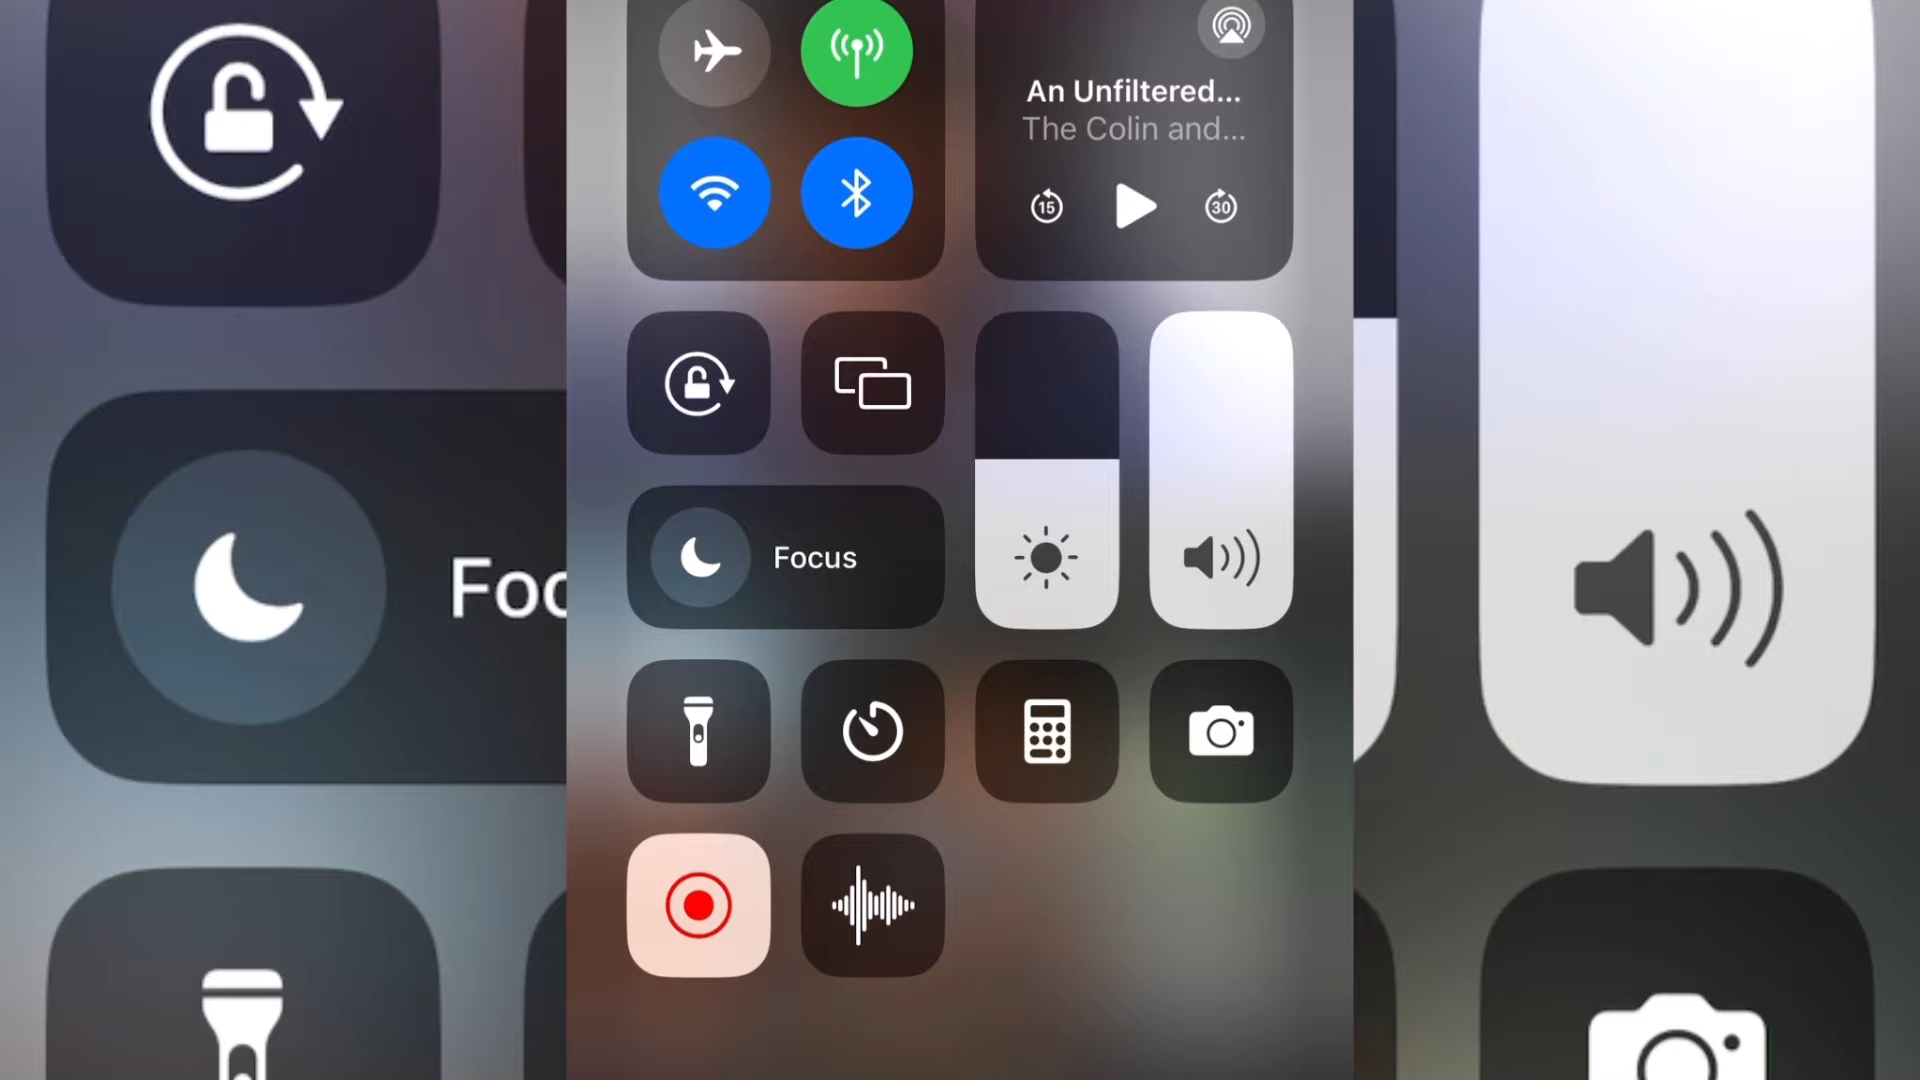 An Unfiltered...
The Colin and...
15
30
Focus
Foc